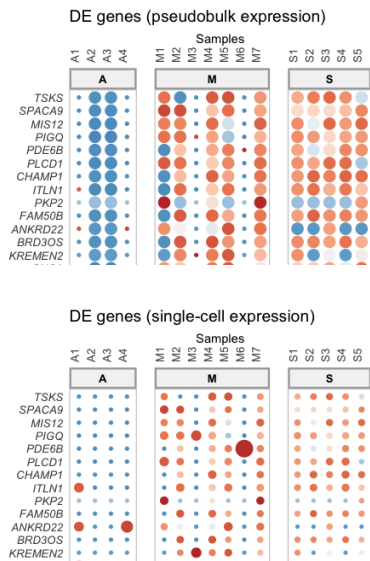 DE genes (pseudobulk expression)
Samples
A1 A2 A3 A4 M1 M2 M3 M4 M5 M6 M7 S1 S2 S3 S4 S5
A M S
TSKS
SPACA9
MIS12
PIGQ
PDE6B
PLCD1
CHAMP1
ITLN1
PKP2
FAM50B
ANKRD22
BRD3OS
KREMEN2
DE genes (single-cell expression)
Samples
A1 A2 A3 A4 M1 M2 M3 M4 M5 M6 M7 S1 S2 S3 S4 S5
A M S
TSKS
SPACA9
MIS12
PIGQ
PDE6B
PLCD1
CHAMP1
ITLN1
PKP2
FAM50B
ANKRD22
BRD3OS
KREMEN2